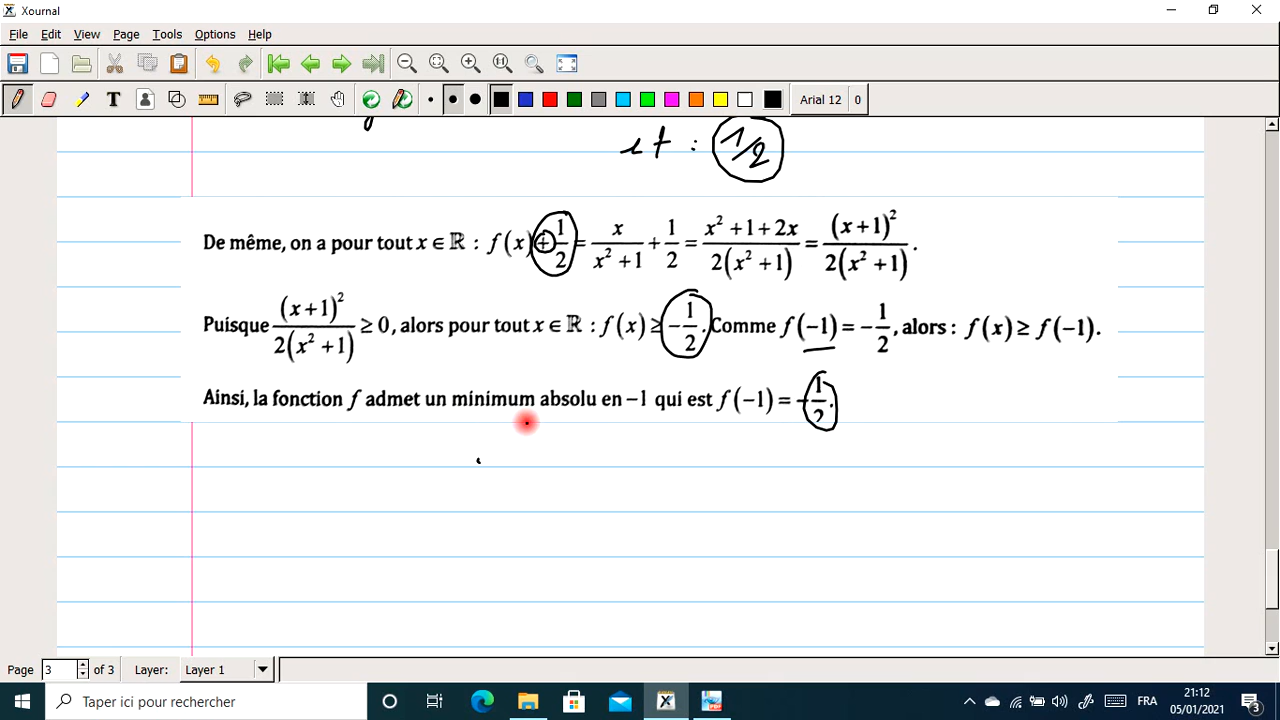 Xournal
File Edit View Page Tools Options Help
Arial 12 0
et : 1/2
De même, on a pour tout x ∈ ℝ : f(x) + 1/2 = x/(x² + 1) + 1/2 = (x² + 1 + 2x)/(2(x² + 1)) = (x + 1)²/(2(x² + 1)).
Puisque (x + 1)²/(2(x² + 1)) ≥ 0, alors pour tout x ∈ ℝ : f(x) ≥ −1/2. Comme f(−1) = −1/2, alors : f(x) ≥ f(−1).
Ainsi, la fonction f admet un minimum absolu en −1 qui est f(−1) = −1/2.
Page 3 of 3 Layer: Layer 1
Taper ici pour rechercher
FRA
21:12
05/01/2021
3